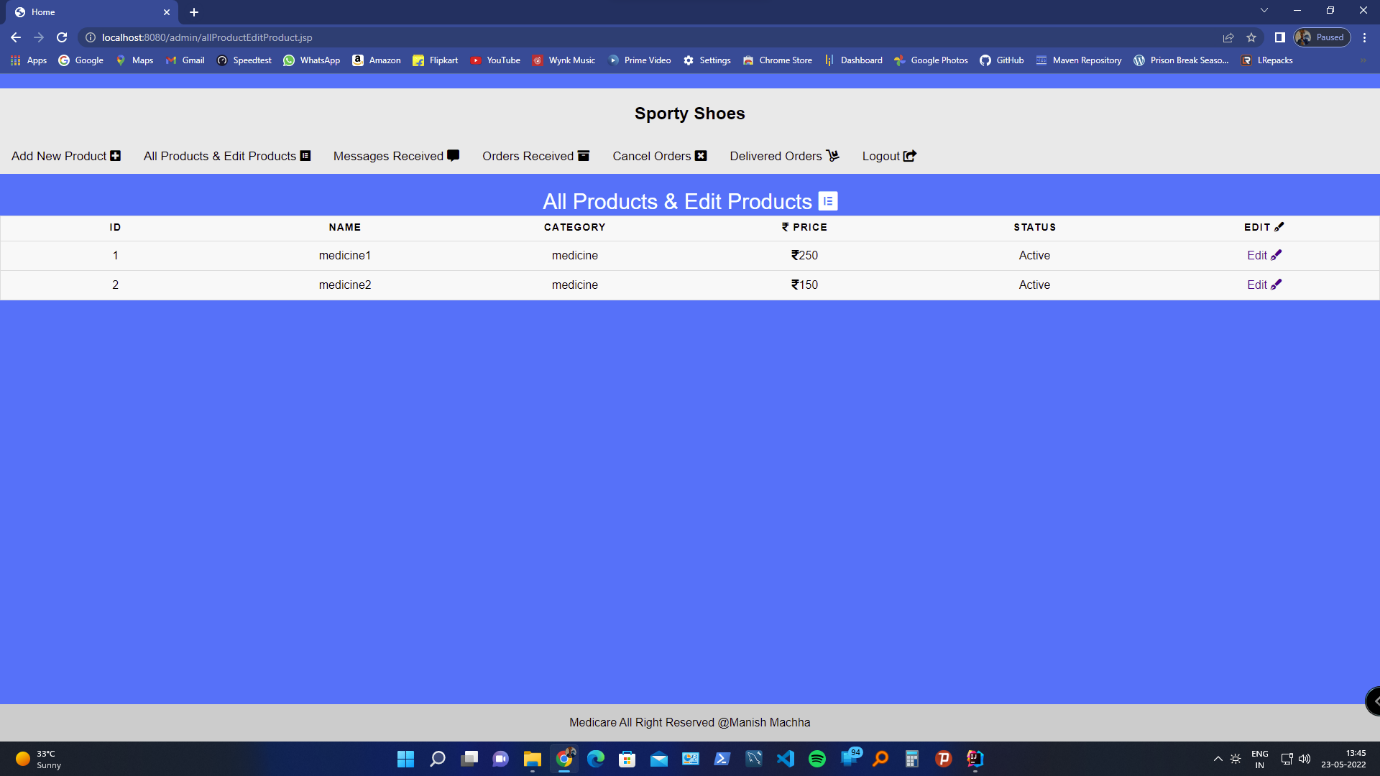 Home
localhost:8080/admin/allProductEditProduct.jsp
Paused
Apps Google Maps Gmail Speedtest WhatsApp Amazon Flipkart YouTube Wynk Music Prime Video Settings Chrome Store Dashboard Google Photos GitHub Maven Repository Prison Break Seaso... LRepacks
Sporty Shoes
Add New Product All Products & Edit Products Messages Received Orders Received Cancel Orders Delivered Orders Logout
All Products & Edit Products
ID NAME CATEGORY ₹ PRICE STATUS EDIT
1 medicine1 medicine ₹250 Active Edit
2 medicine2 medicine ₹150 Active Edit
Medicare All Right Reserved @Manish Machha
33°C
Sunny
94
ENG
IN
13:45
23-05-2022